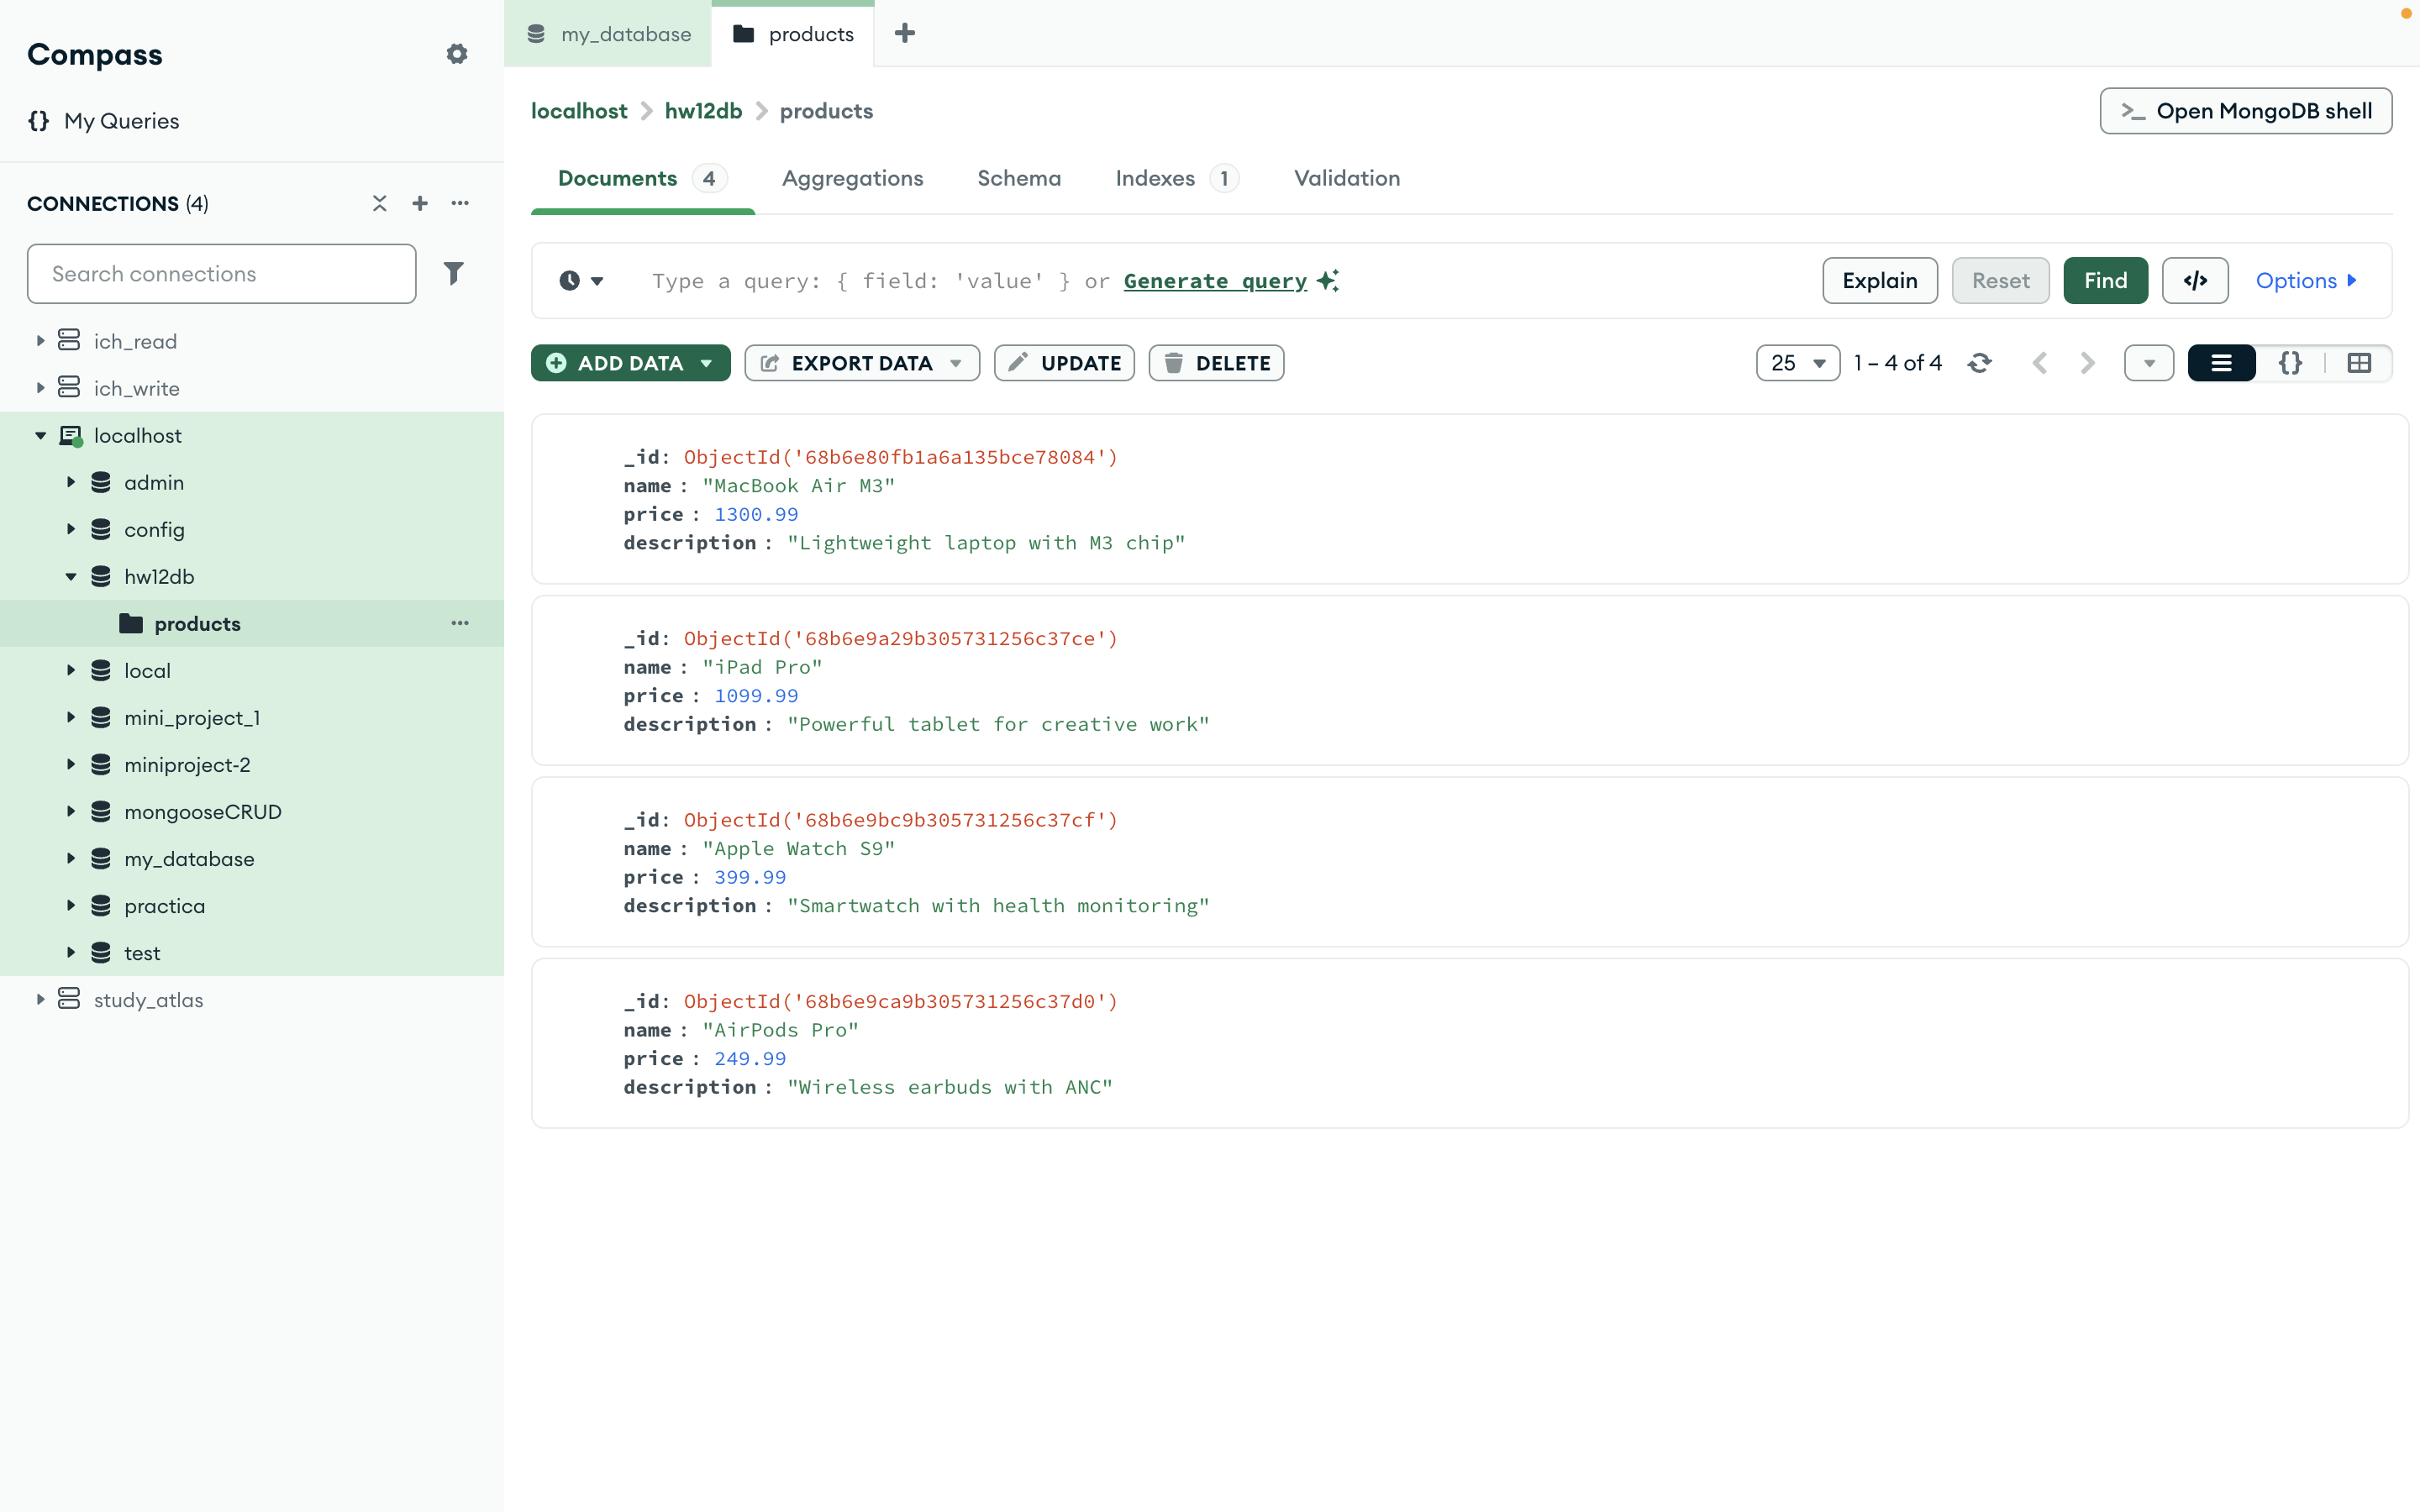 Compass
My Queries
CONNECTIONS (4)
Search connections
ich_read
ich_write
localhost
admin
config
hw12db
products
local
mini_project_1
miniproject-2
mongooseCRUD
my_database
practica
test
study_atlas
my_database products
localhost hw12db products
>_ Open MongoDB shell
Documents 4 Aggregations Schema Indexes 1 Validation
Type a query: { field: 'value' } or Generate query
Explain Reset Find </> Options
ADD DATA EXPORT DATA UPDATE DELETE
25 1 – 4 of 4 {}
_id: ObjectId('68b6e80fb1a6a135bce78084')
name : "MacBook Air M3"
price : 1300.99
description : "Lightweight laptop with M3 chip"
_id: ObjectId('68b6e9a29b305731256c37ce')
name : "iPad Pro"
price : 1099.99
description : "Powerful tablet for creative work"
_id: ObjectId('68b6e9bc9b305731256c37cf')
name : "Apple Watch S9"
price : 399.99
description : "Smartwatch with health monitoring"
_id: ObjectId('68b6e9ca9b305731256c37d0')
name : "AirPods Pro"
price : 249.99
description : "Wireless earbuds with ANC"